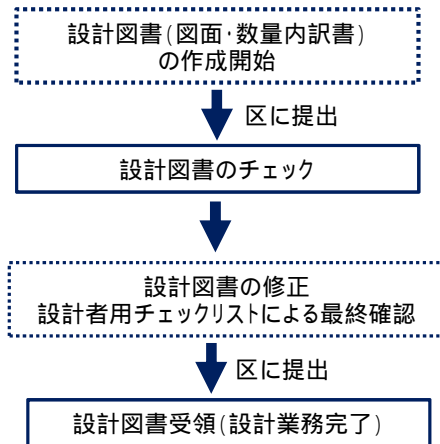 設計図書(図面･数量内訳書)
の作成開始
区に提出
設計図書のチェック
設計図書の修正
設計者用チェックリストによる最終確認
区に提出
設計図書受領(設計業務完了)